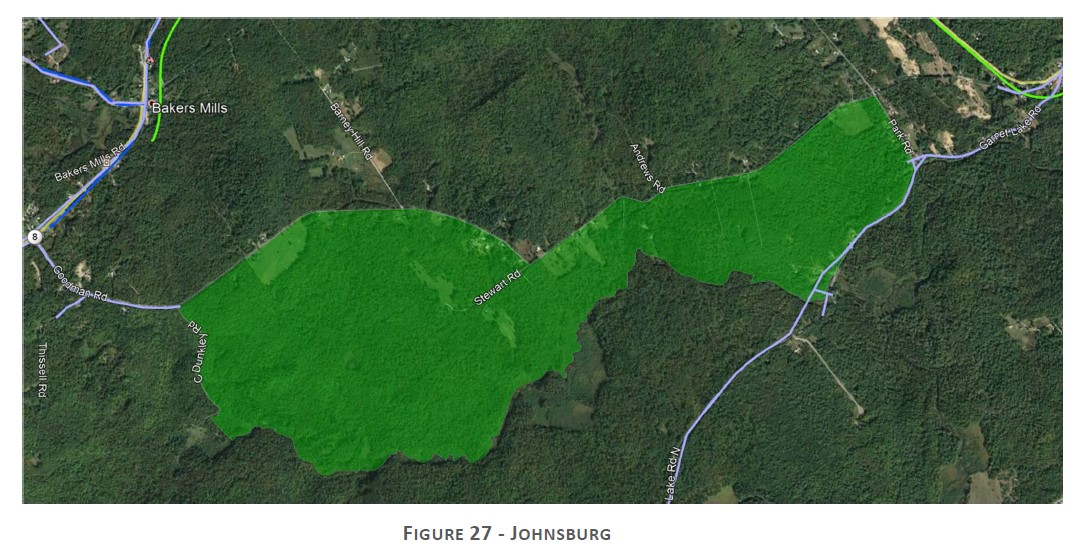 Bakers Mills
Barney Hill Rd
Park Rd
Garnet Lake Rd
Bakers Mills Rd
Andrews Rd
8
Goodman Rd
Stewart Rd
C Dunkley Rd
Thissell Rd
Lake Rd N
FIGURE 27 - JOHNSBURG